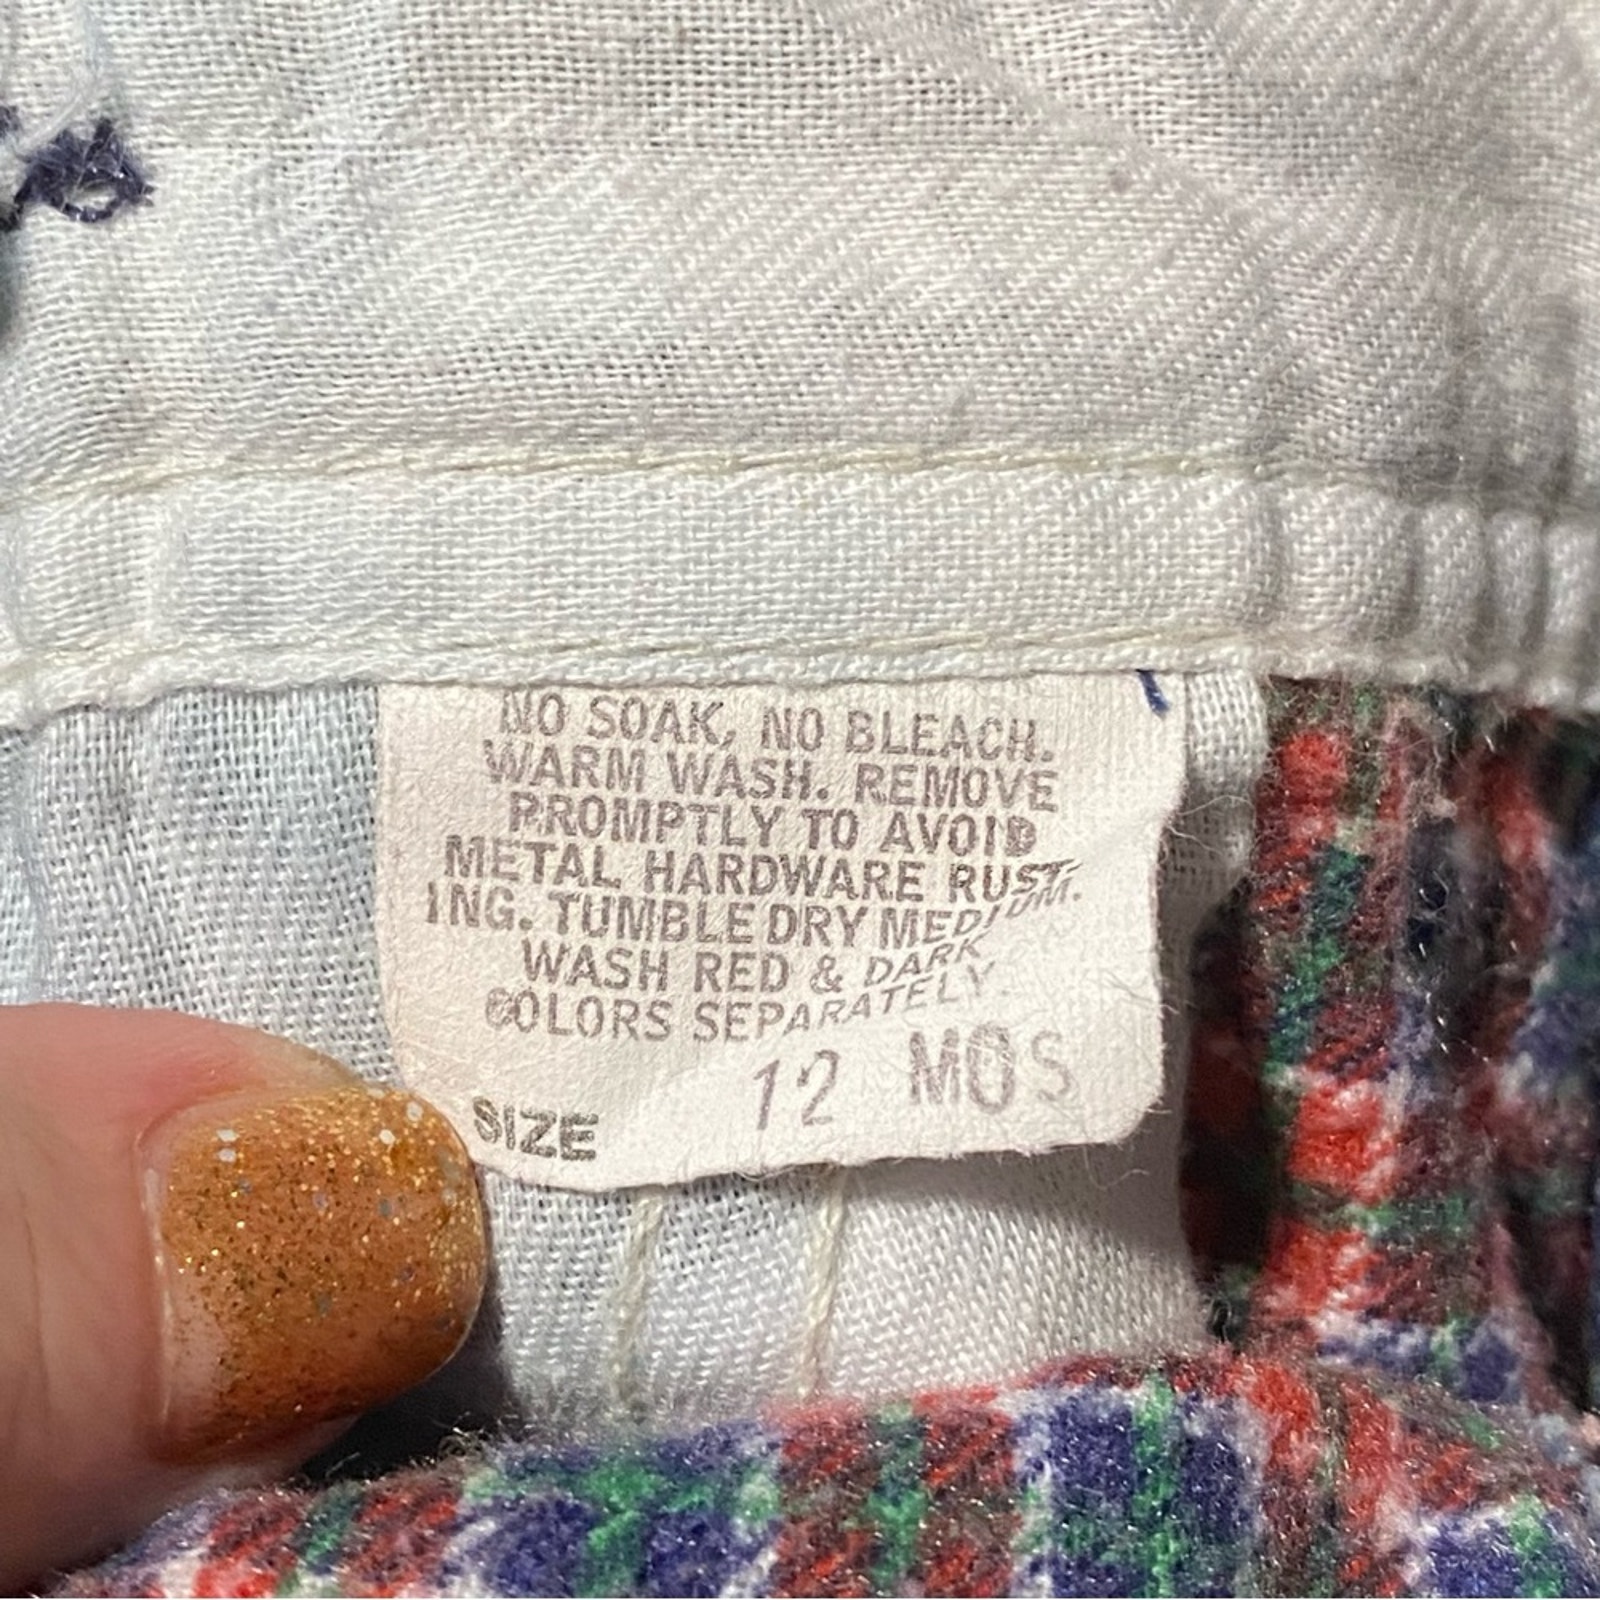 NO SOAK, NO BLEACH.
WARM WASH. REMOVE
PROMPTLY TO AVOID
METAL HARDWARE RUST-
ING. TUMBLE DRY MEDIUM.
WASH RED & DARK
COLORS SEPARATELY.
SIZE 12 MOS